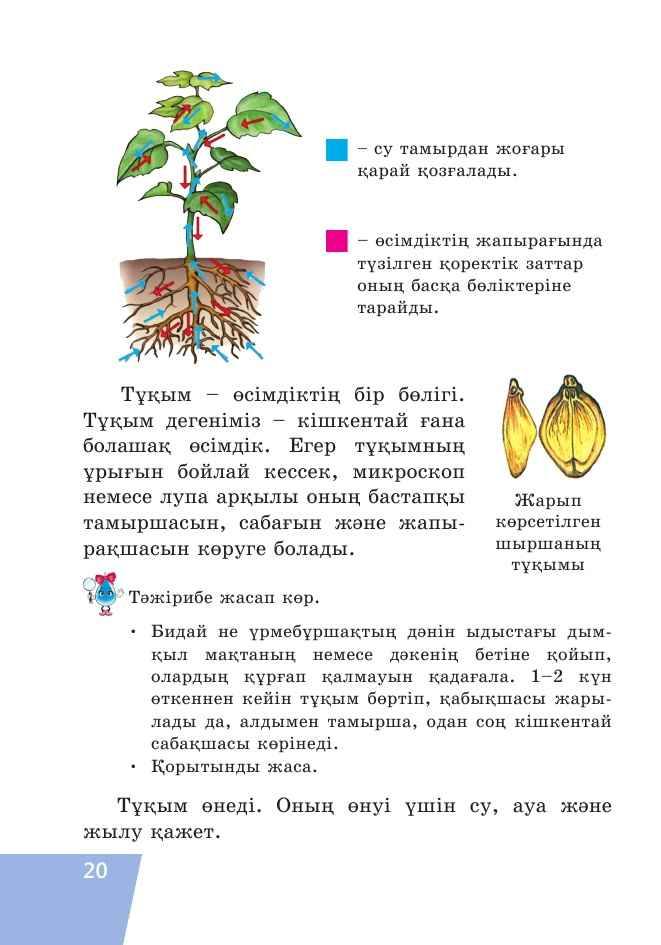 – су тамырдан жоғары
қарай қозғалады.
– өсімдіктің жапырағында
түзілген қоректік заттар
оның басқа бөліктеріне
тарайды.
Тұқым – өсімдіктің бір бөлігі.
Тұқым дегеніміз – кішкентай ғана
болашақ өсімдік. Егер тұқымның
ұрығын бойлай кессек, микроскоп
немесе лупа арқылы оның бастапқы
тамыршасын, сабағын және жапы-
рақшасын көруге болады.
Жарып
көрсетілген
шыршаның
тұқымы
Тәжірибе жасап көр.
• Бидай не үрмебұршақтың дәнін ыдыстағы дым-
қыл мақтаның немесе дәкенің бетіне қойып,
олардың құрғап қалмауын қадағала. 1–2 күн
өткеннен кейін тұқым бөртіп, қабықшасы жары-
лады да, алдымен тамырша, одан соң кішкентай
сабақшасы көрінеді.
• Қорытынды жаса.
Тұқым өнеді. Оның өнуі үшін су, ауа және
жылу қажет.
20